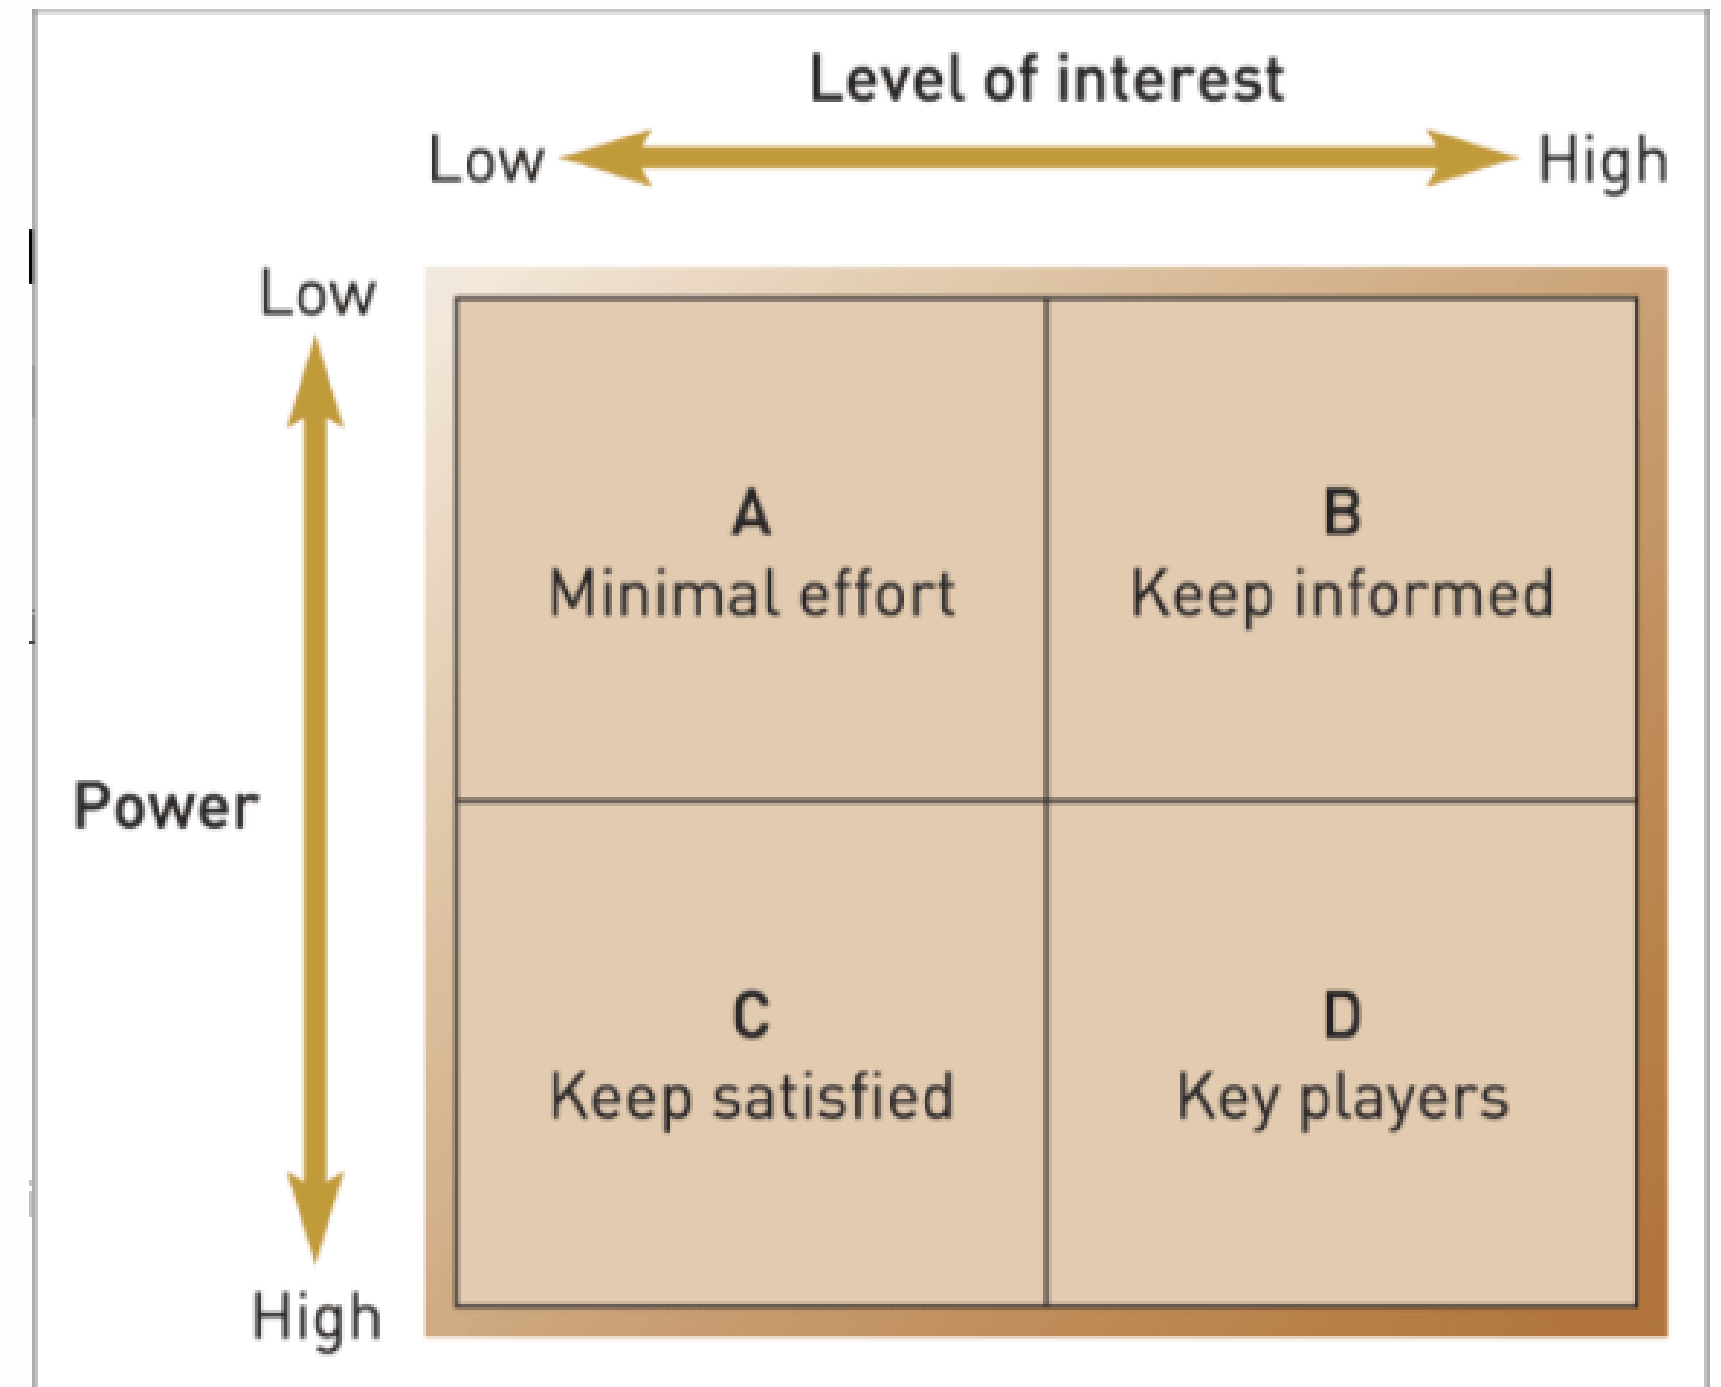 Level of interest
Low
High
Low
A
Minimal effort
B
Keep informed
Power
C
Keep satisfied
D
Key players
High